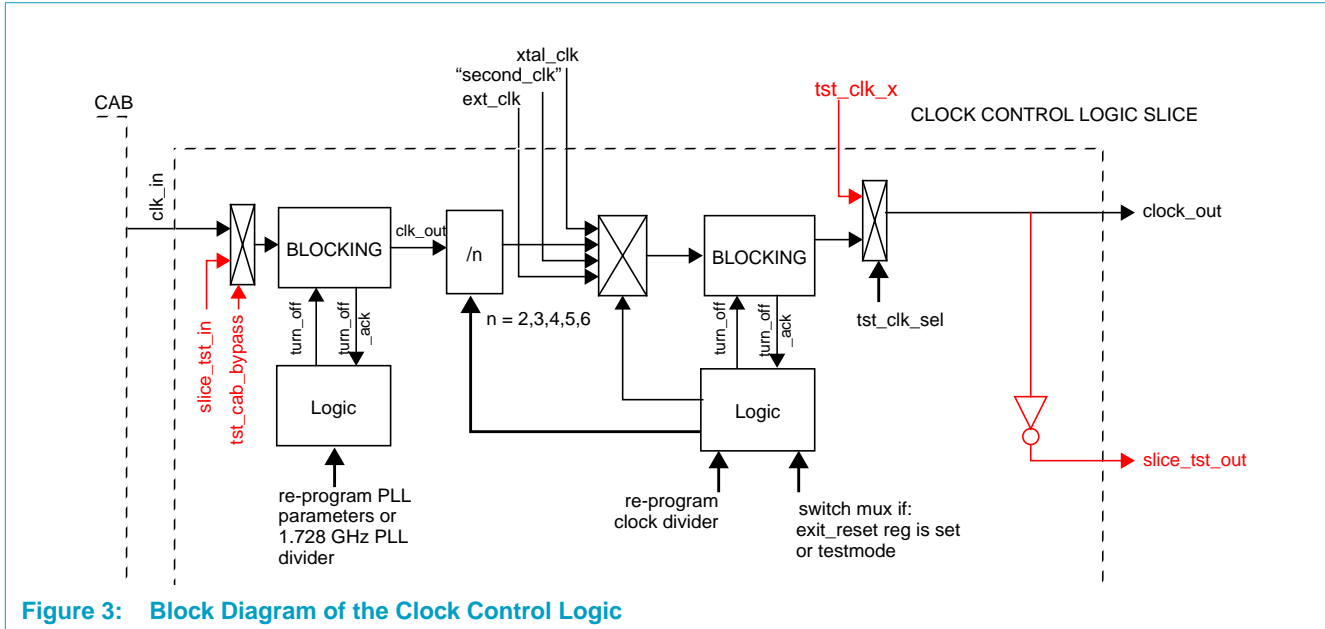 xtal_clk
“second_clk”
ext_clk
tst_clk_x
CAB
CLOCK CONTROL LOGIC SLICE
clk_in
BLOCKING
clk_out
/n
BLOCKING
clock_out
slice_tst_in
tst_cab_bypass
turn_off
turn_off
_ack
n = 2,3,4,5,6
turn_off
turn_off
_ack
tst_clk_sel
Logic
Logic
slice_tst_out
re-program PLL
parameters or
1.728 GHz PLL
divider
re-program
clock divider
switch mux if:
exit_reset reg is set
or testmode
Figure 3: Block Diagram of the Clock Control Logic